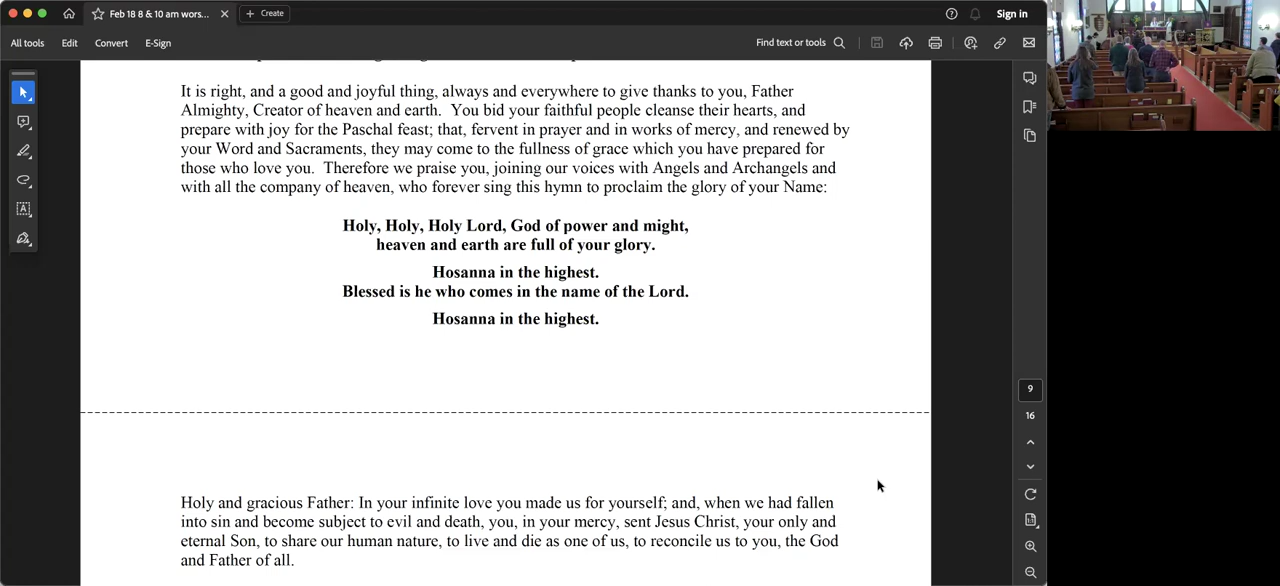 Feb 18 8 & 10 am wors...
Create
Sign in
All tools
Edit
Convert
E-Sign
Find text or tools
It is right, and a good and joyful thing, always and everywhere to give thanks to you, Father
Almighty, Creator of heaven and earth. You bid your faithful people cleanse their hearts, and
prepare with joy for the Paschal feast; that, fervent in prayer and in works of mercy, and renewed by
your Word and Sacraments, they may come to the fullness of grace which you have prepared for
those who love you. Therefore we praise you, joining our voices with Angels and Archangels and
with all the company of heaven, who forever sing this hymn to proclaim the glory of your Name:
Holy, Holy, Holy Lord, God of power and might,
heaven and earth are full of your glory.
Hosanna in the highest.
Blessed is he who comes in the name of the Lord.
Hosanna in the highest.
9
16
Holy and gracious Father: In your infinite love you made us for yourself; and, when we had fallen
into sin and become subject to evil and death, you, in your mercy, sent Jesus Christ, your only and
eternal Son, to share our human nature, to live and die as one of us, to reconcile us to you, the God
and Father of all.